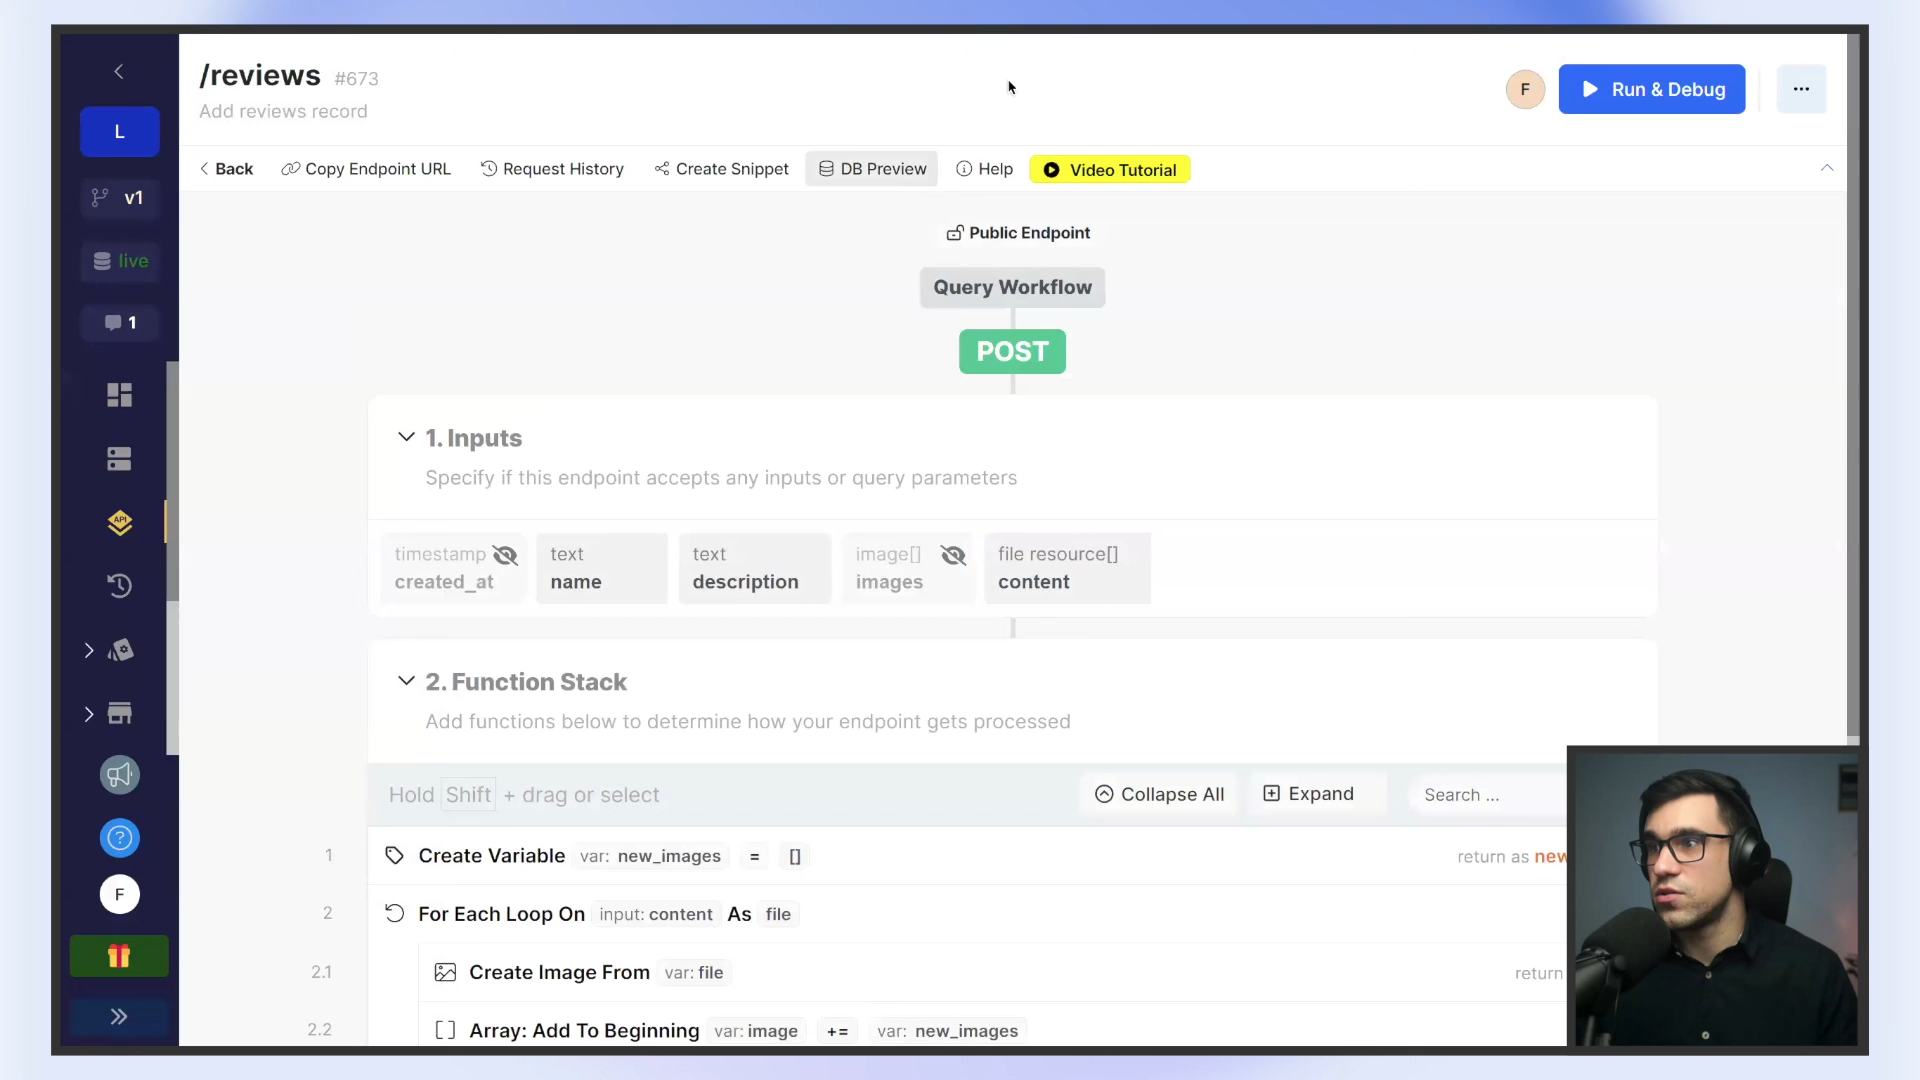 /reviews #673
Add reviews record
F
Run & Debug
...
L
v1
live
1
Back
Copy Endpoint URL
Request History
Create Snippet
DB Preview
Help
Video Tutorial
Public Endpoint
Query Workflow
POST
1. Inputs
Specify if this endpoint accepts any inputs or query parameters
timestamp
created_at
text
name
text
description
image[]
images
file resource[]
content
API
2. Function Stack
Add functions below to determine how your endpoint gets processed
Hold Shift + drag or select
Collapse All
Expand
Search ...
1 Create Variable var: new_images = [] return as new
2 For Each Loop On input: content As file
2.1 Create Image From var: file return
2.2 [ ] Array: Add To Beginning var: image += var: new_images
?
F